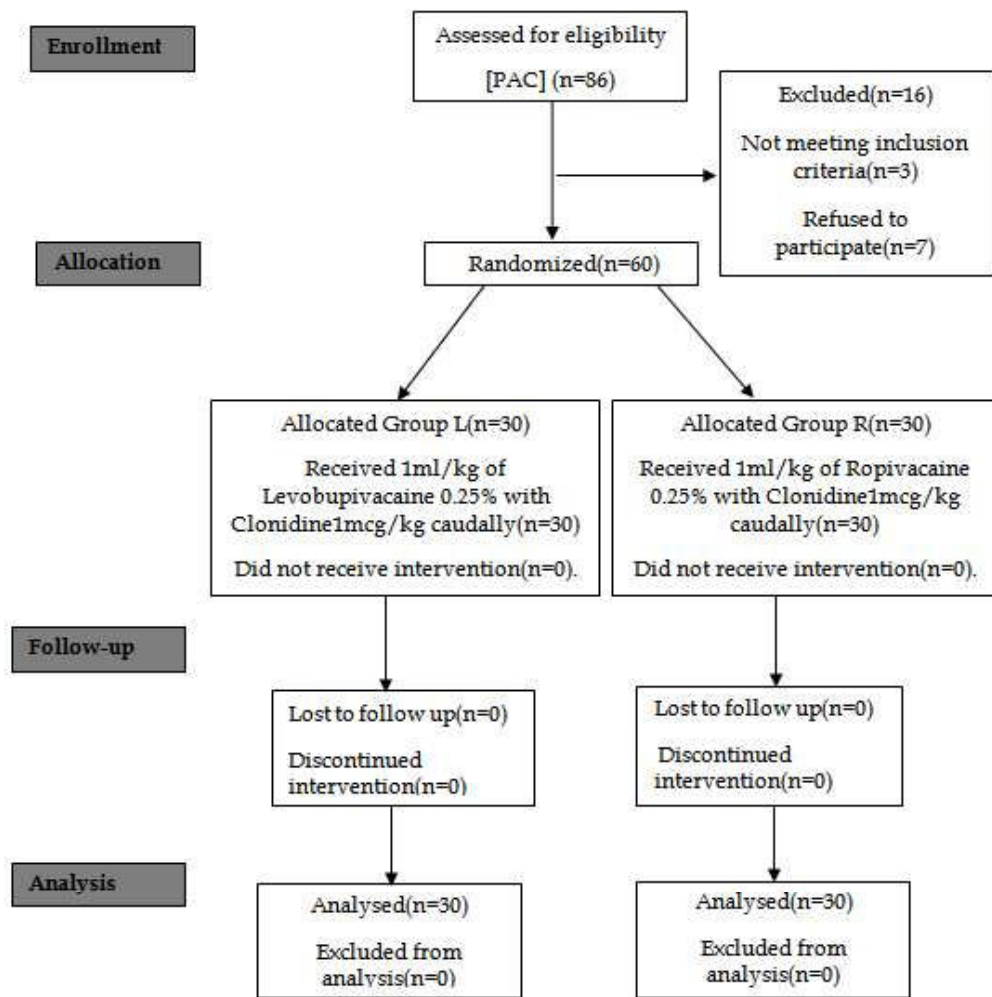 Enrollment
Assessed for eligibility
[PAC] (n=86)
Excluded(n=16)
Not meeting inclusion
criteria(n=3)
Refused to
participate(n=7)
Allocation
Randomized(n=60)
Allocated Group L(n=30)
Received 1ml/kg of
Levobupivacaine 0.25% with
Clonidine1mcg/kg caudally(n=30)
Did not receive intervention(n=0).
Allocated Group R(n=30)
Received 1ml/kg of Ropivacaine
0.25% with Clonidine1mcg/kg
caudally(n=30)
Did not receive intervention(n=0).
Follow-up
Lost to follow up(n=0)
Discontinued
intervention(n=0)
Lost to follow up(n=0)
Discontinued
intervention(n=0)
Analysis
Analysed(n=30)
Excluded from
analysis(n=0)
Analysed(n=30)
Excluded from
analysis(n=0)